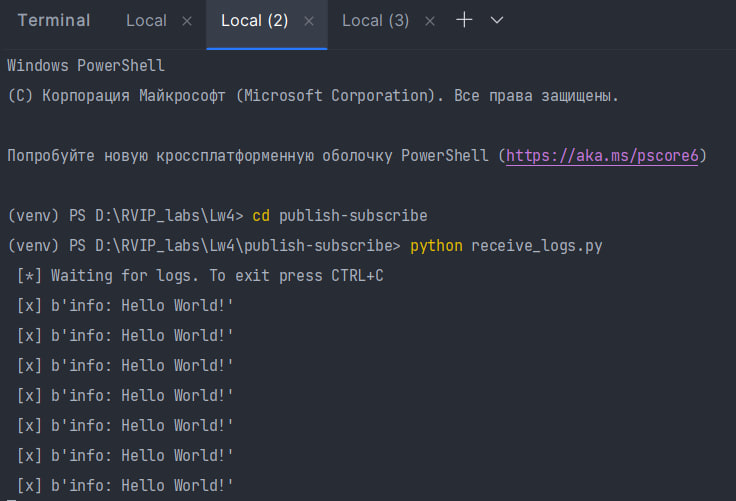 Terminal Local × Local (2) × Local (3) × +
Windows PowerShell
(C) Корпорация Майкрософт (Microsoft Corporation). Все права защищены.
Попробуйте новую кроссплатформенную оболочку PowerShell (https://aka.ms/pscore6)
(venv) PS D:\RVIP_labs\Lw4> cd publish-subscribe
(venv) PS D:\RVIP_labs\Lw4\publish-subscribe> python receive_logs.py
[*] Waiting for logs. To exit press CTRL+C
[x] b'info: Hello World!'
[x] b'info: Hello World!'
[x] b'info: Hello World!'
[x] b'info: Hello World!'
[x] b'info: Hello World!'
[x] b'info: Hello World!'
[x] b'info: Hello World!'